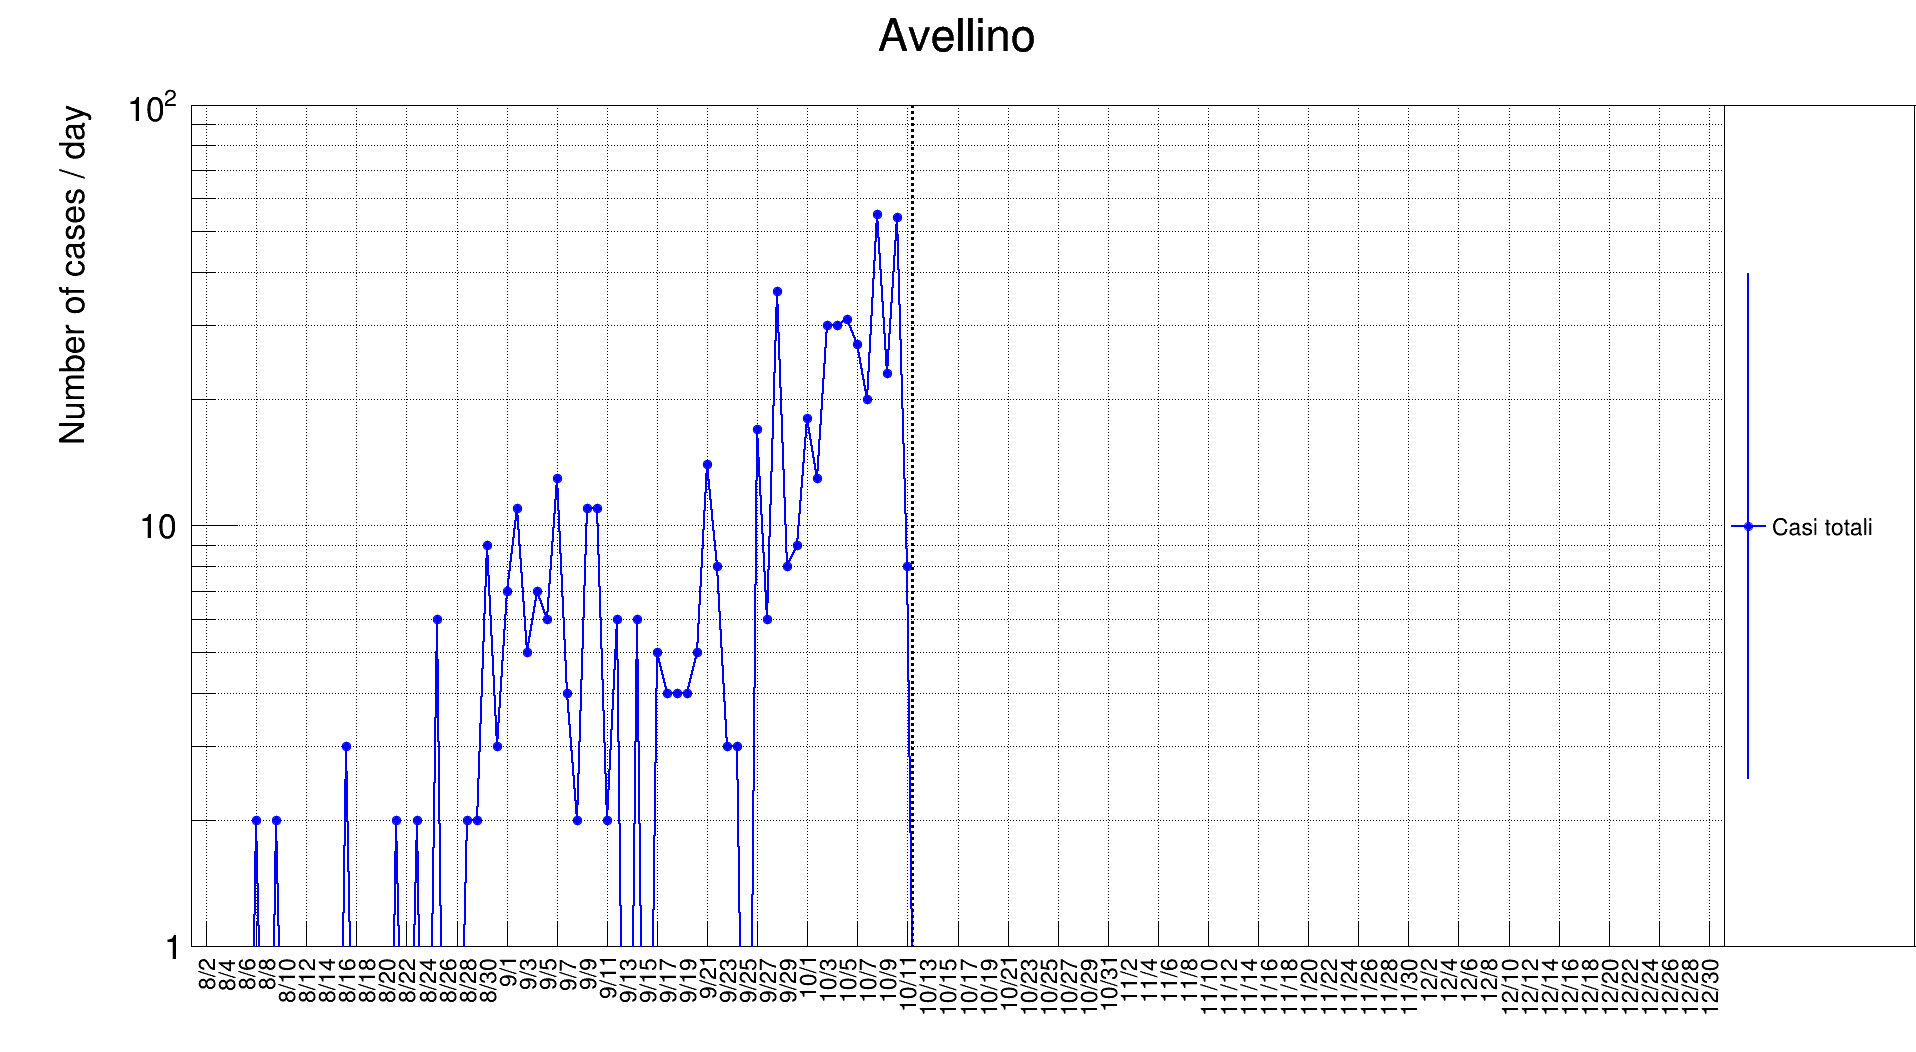 Avellino
Number of cases / day
10²
10
1
8/2 8/4 8/6 8/8 8/10 8/12 8/14 8/16 8/18 8/20 8/22 8/24 8/26 8/28 8/30 9/1 9/3 9/5 9/7 9/9 9/11 9/13 9/15 9/17 9/19 9/21 9/23 9/25 9/27 9/29 10/1 10/3 10/5 10/7 10/9 10/11 10/13 10/15 10/17 10/19 10/21 10/23 10/25 10/27 10/29 10/31 11/2 11/4 11/6 11/8 11/10 11/12 11/14 11/16 11/18 11/20 11/22 11/24 11/26 11/28 11/30 12/2 12/4 12/6 12/8 12/10 12/12 12/14 12/16 12/18 12/20 12/22 12/24 12/26 12/28 12/30
Casi totali